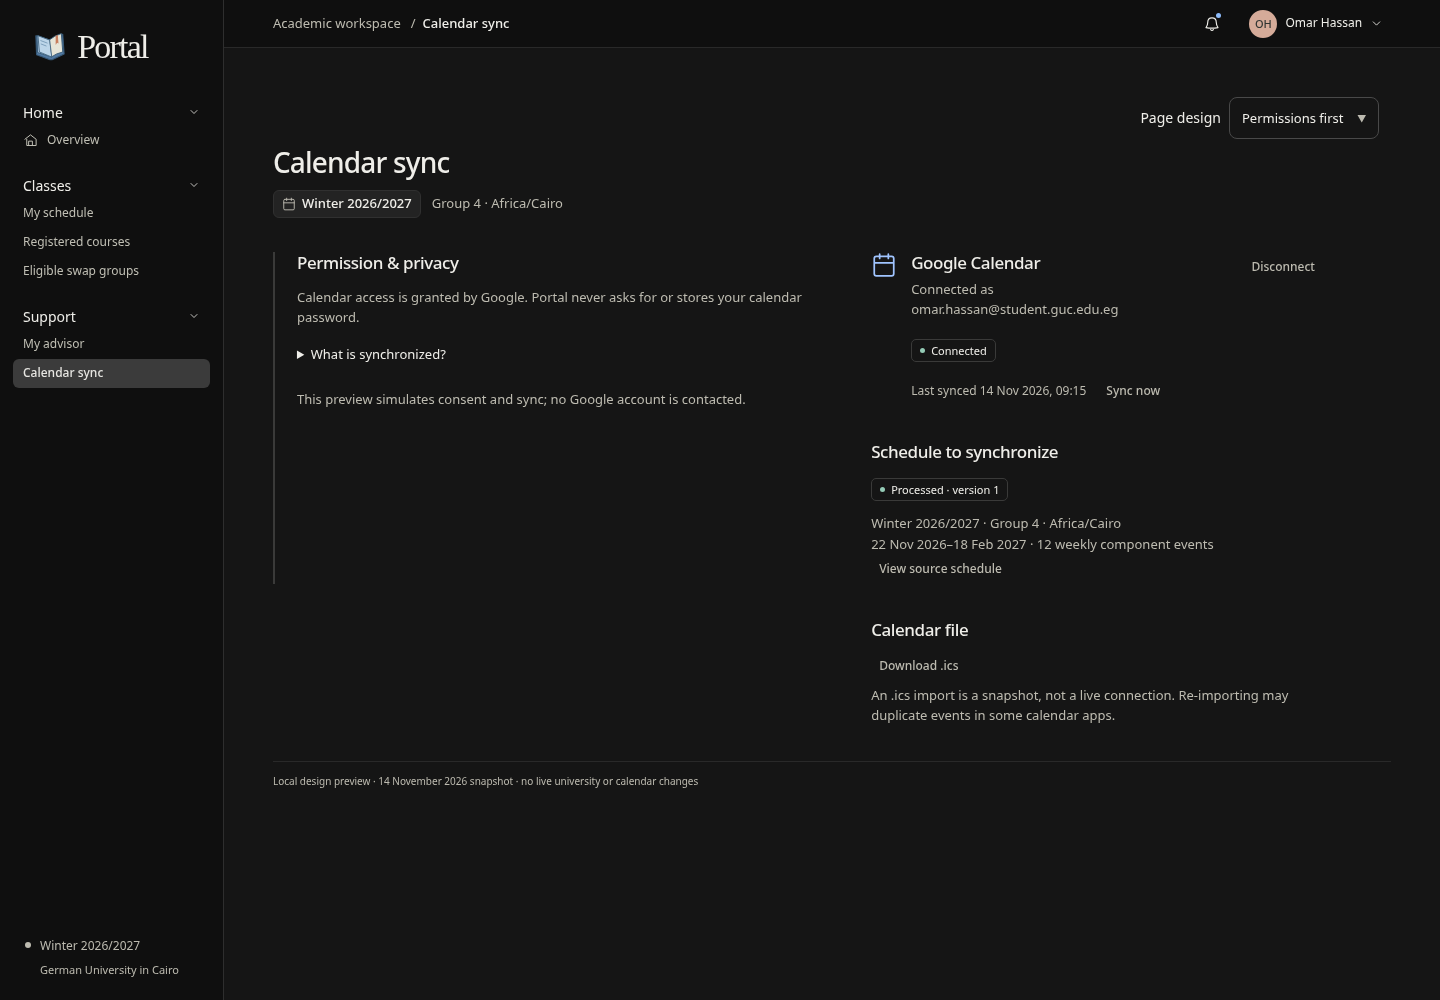 Portal
Home
Overview
Classes
My schedule
Registered courses
Eligible swap groups
Support
My advisor
Calendar sync
Winter 2026/2027
German University in Cairo
Academic workspace / Calendar sync
OH Omar Hassan
Page design Permissions first
Calendar sync
Winter 2026/2027 Group 4 · Africa/Cairo
Permission & privacy
Calendar access is granted by Google. Portal never asks for or stores your calendar
password.
What is synchronized?
This preview simulates consent and sync; no Google account is contacted.
Google Calendar
Disconnect
Connected as
omar.hassan@student.guc.edu.eg
Connected
Last synced 14 Nov 2026, 09:15 Sync now
Schedule to synchronize
Processed · version 1
Winter 2026/2027 · Group 4 · Africa/Cairo
22 Nov 2026–18 Feb 2027 · 12 weekly component events
View source schedule
Calendar file
Download .ics
An .ics import is a snapshot, not a live connection. Re-importing may
duplicate events in some calendar apps.
Local design preview · 14 November 2026 snapshot · no live university or calendar changes